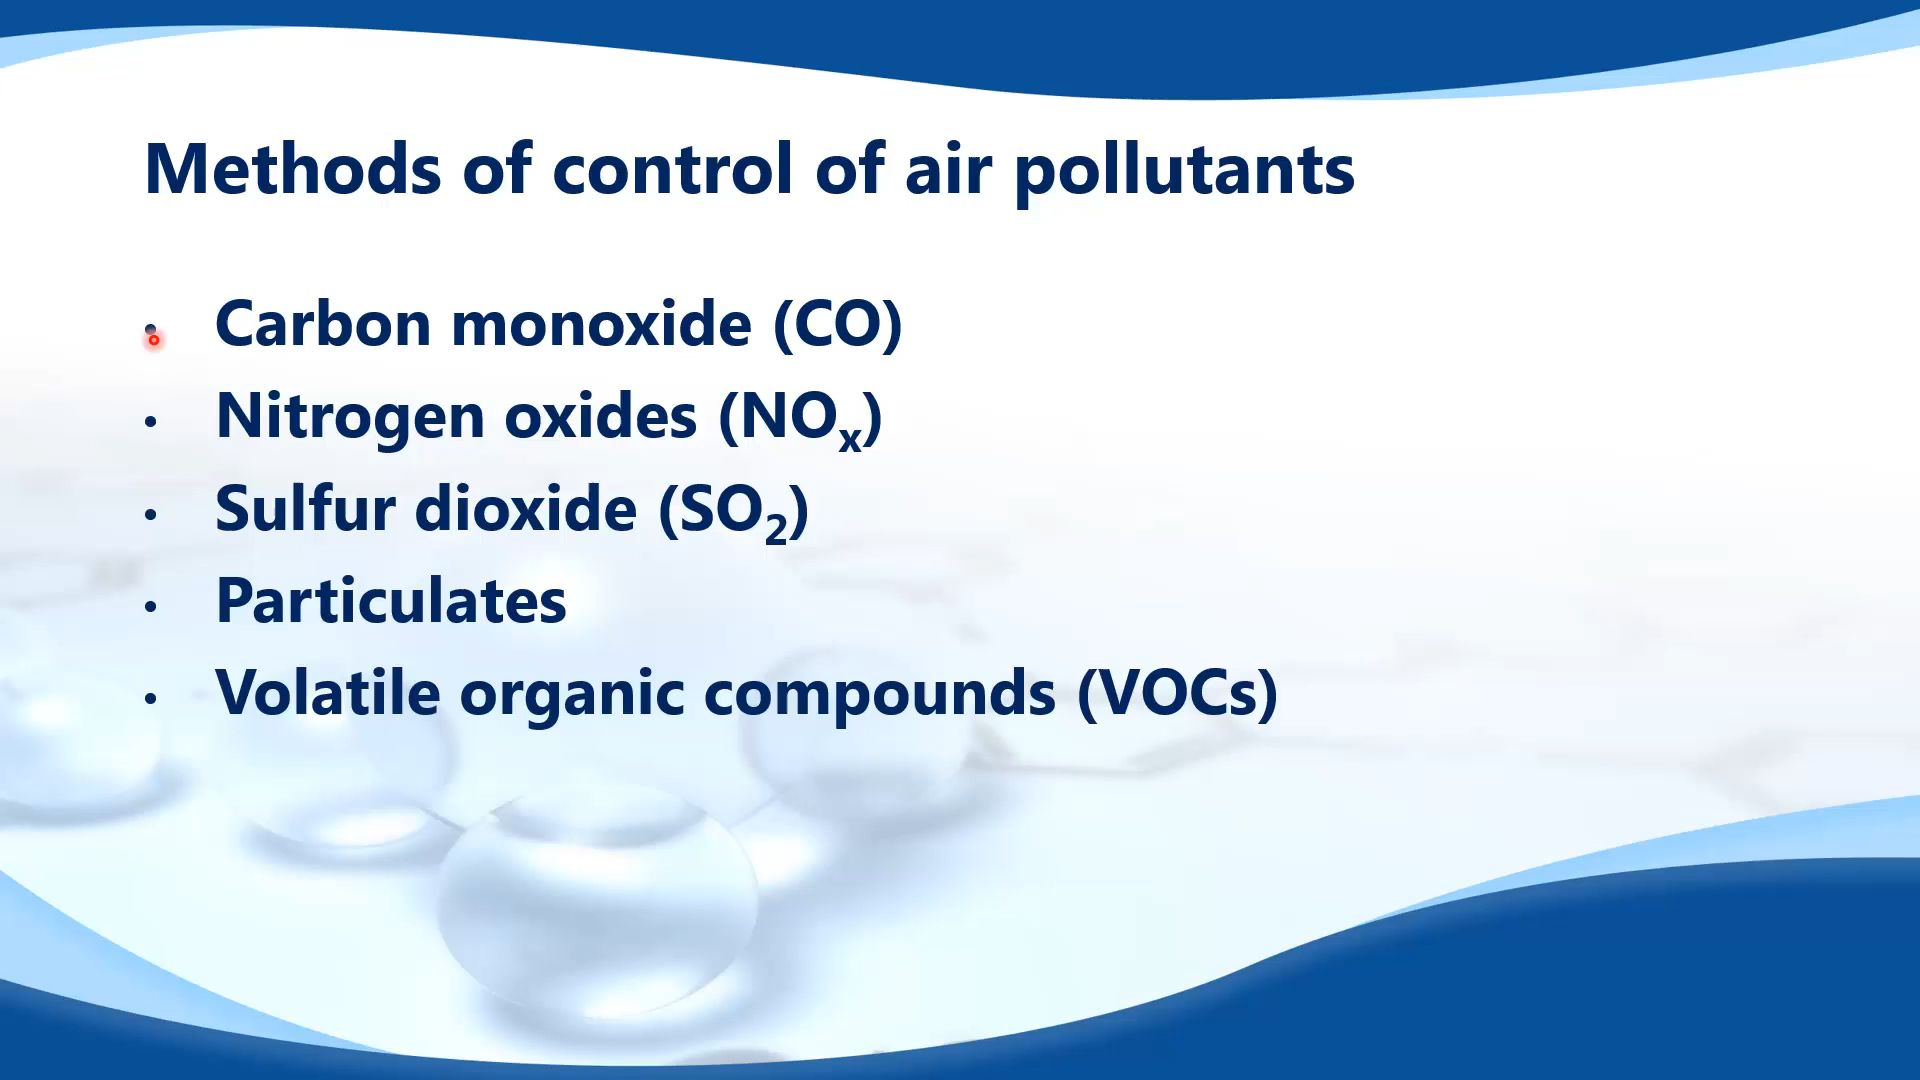 Methods of control of air pollutants
• Carbon monoxide (CO)
• Nitrogen oxides (NOₓ)
• Sulfur dioxide (SO₂)
• Particulates
• Volatile organic compounds (VOCs)